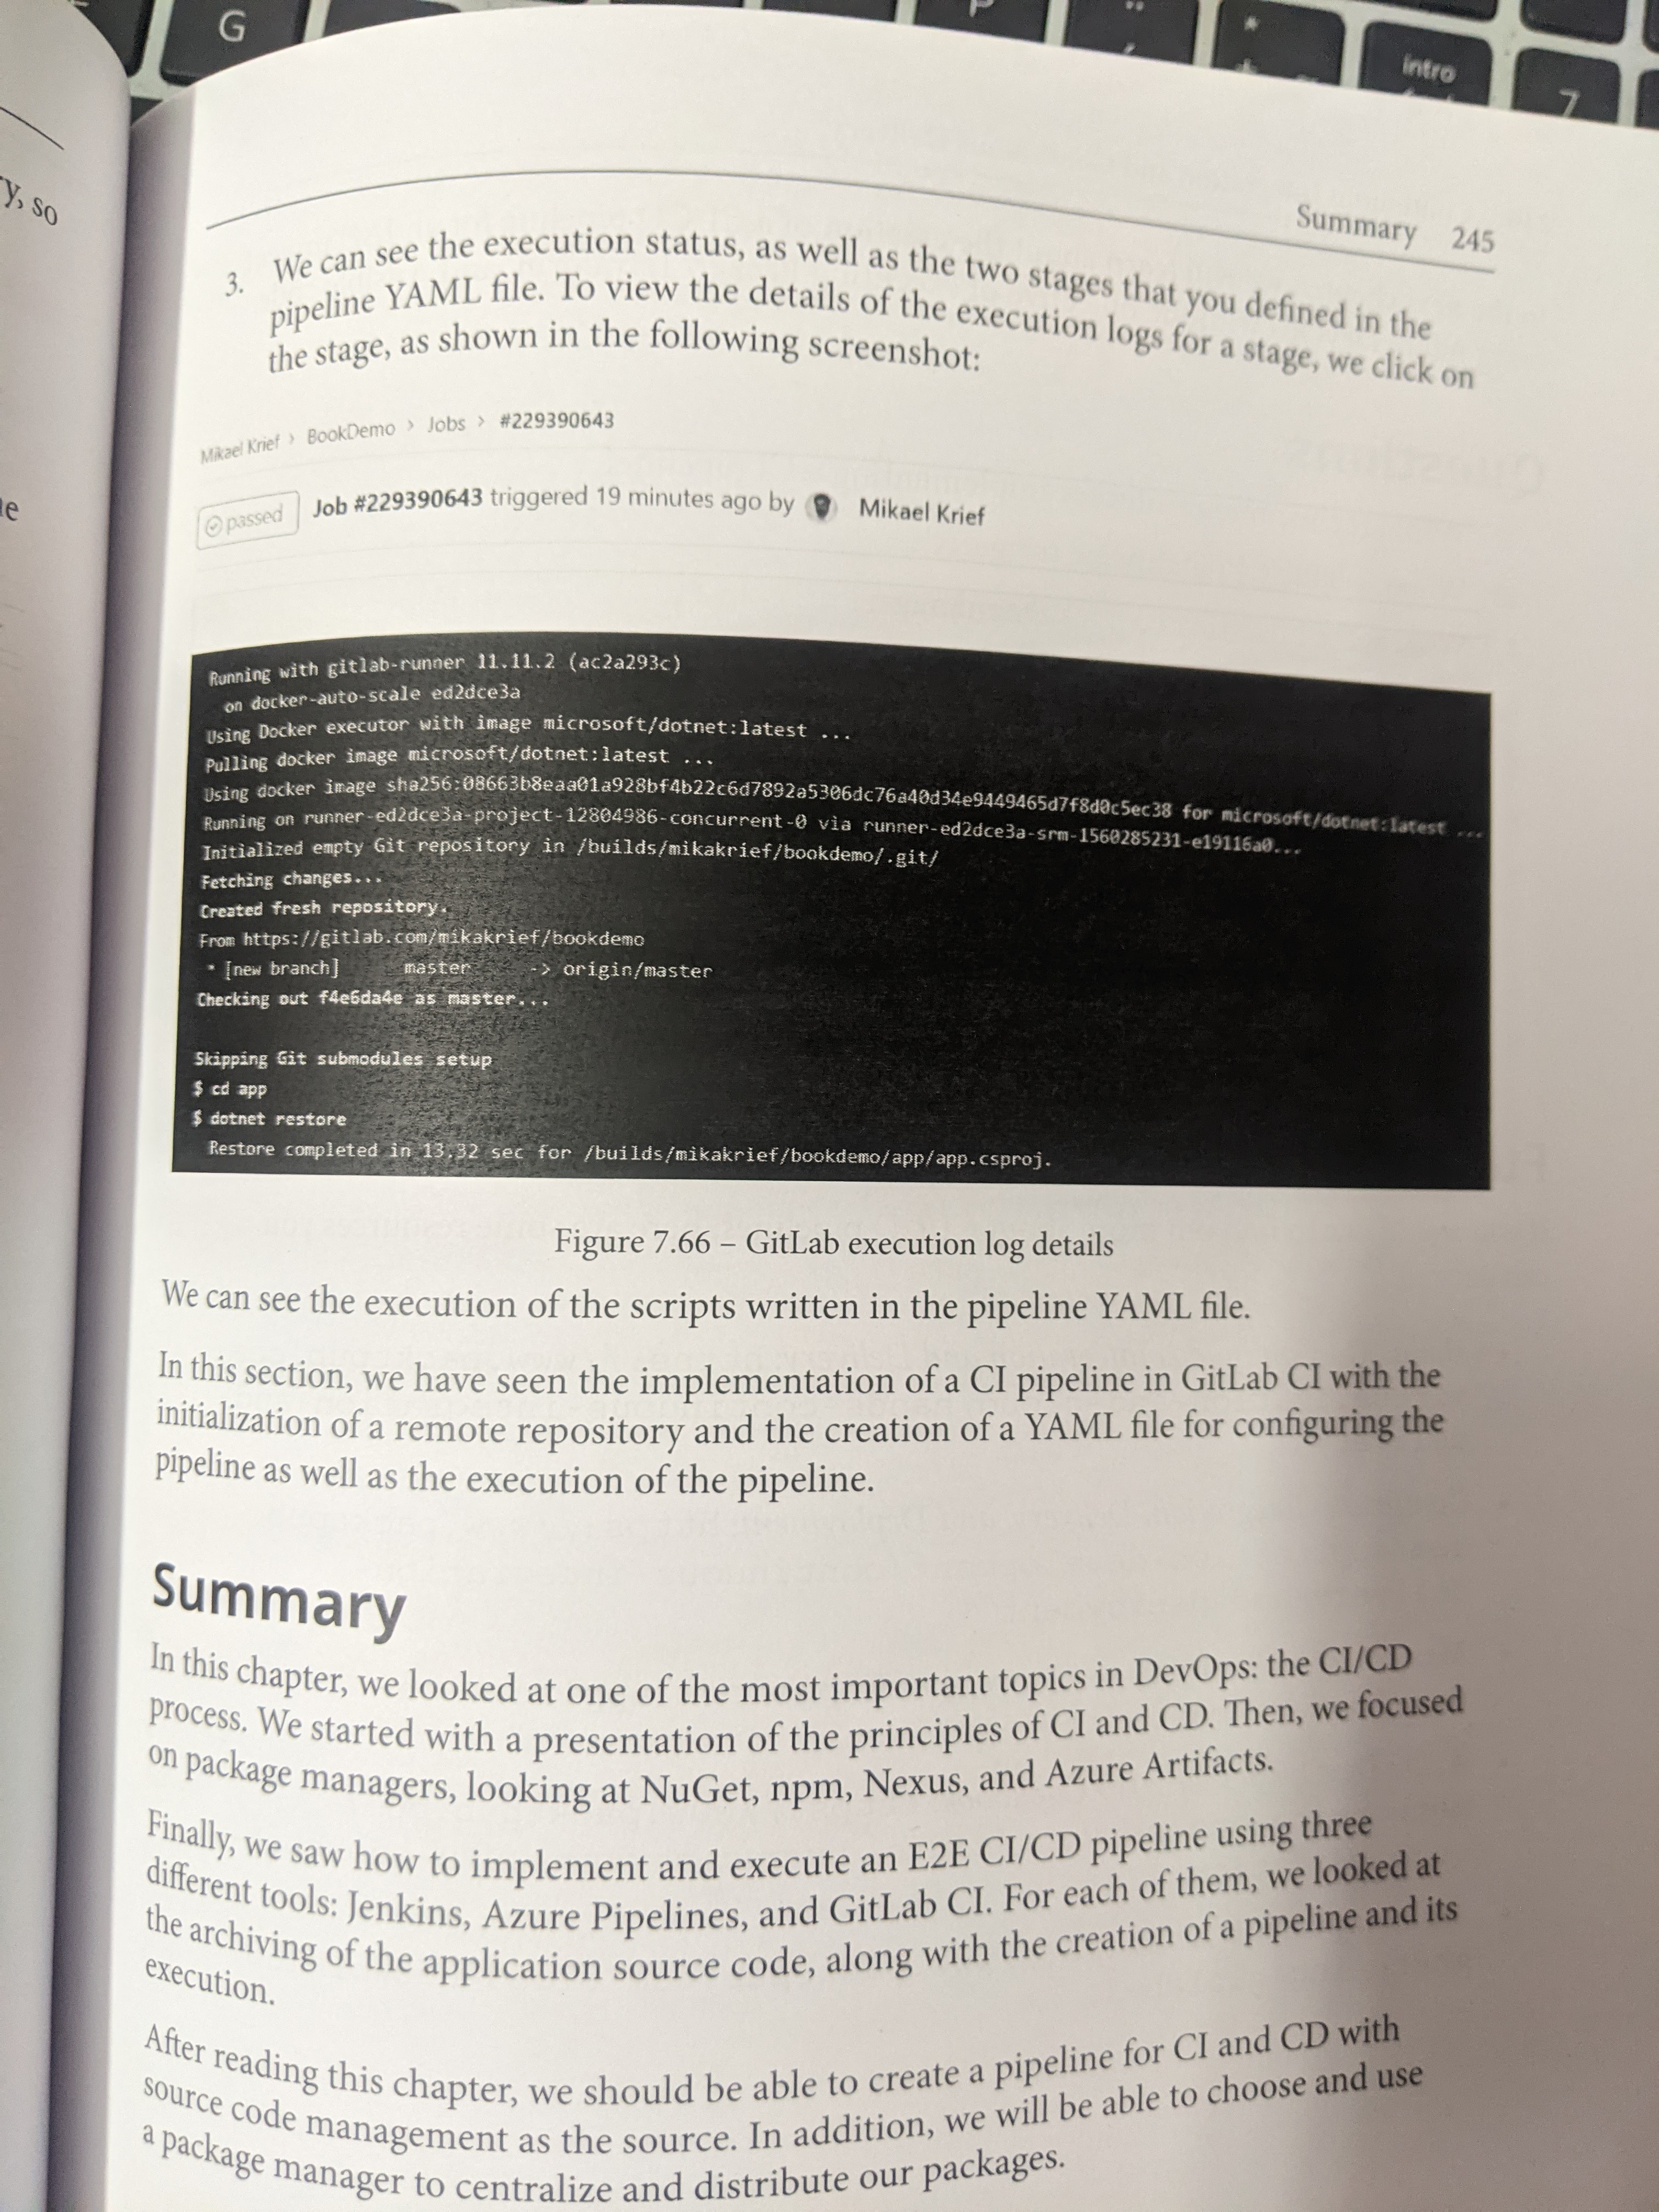 G
P
*
intro
7
y, so
Summary 245
3. We can see the execution status, as well as the two stages that you defined in the
pipeline YAML file. To view the details of the execution logs for a stage, we click on
the stage, as shown in the following screenshot:
Mikael Krief > BookDemo > Jobs > #229390643
passed Job #229390643 triggered 19 minutes ago by Mikael Krief
Running with gitlab-runner 11.11.2 (ac2a293c)
on docker-auto-scale ed2dce3a
Using Docker executor with image microsoft/dotnet:latest ...
Pulling docker image microsoft/dotnet:latest ...
Using docker image sha256:08663b8eaa01a928bf4b22c6d7892a5306dc76a40d34e9449465d7f8d0c5ec38 for microsoft/dotnet:latest ...
Running on runner-ed2dce3a-project-12804986-concurrent-0 via runner-ed2dce3a-srm-1560285231-e19116a0...
Initialized empty Git repository in /builds/mikakrief/bookdemo/.git/
Fetching changes...
Created fresh repository.
From https://gitlab.com/mikakrief/bookdemo
* [new branch] master -> origin/master
Checking out f4e6da4e as master...
Skipping Git submodules setup
$ cd app
$ dotnet restore
Restore completed in 13.32 sec for /builds/mikakrief/bookdemo/app/app.csproj.
Figure 7.66 – GitLab execution log details
We can see the execution of the scripts written in the pipeline YAML file.
In this section, we have seen the implementation of a CI pipeline in GitLab CI with the
initialization of a remote repository and the creation of a YAML file for configuring the
pipeline as well as the execution of the pipeline.
Summary
In this chapter, we looked at one of the most important topics in DevOps: the CI/CD
process. We started with a presentation of the principles of CI and CD. Then, we focused
on package managers, looking at NuGet, npm, Nexus, and Azure Artifacts.
Finally, we saw how to implement and execute an E2E CI/CD pipeline using three
different tools: Jenkins, Azure Pipelines, and GitLab CI. For each of them, we looked at
the archiving of the application source code, along with the creation of a pipeline and its
execution.
After reading this chapter, we should be able to create a pipeline for CI and CD with
source code management as the source. In addition, we will be able to choose and use
a package manager to centralize and distribute our packages.